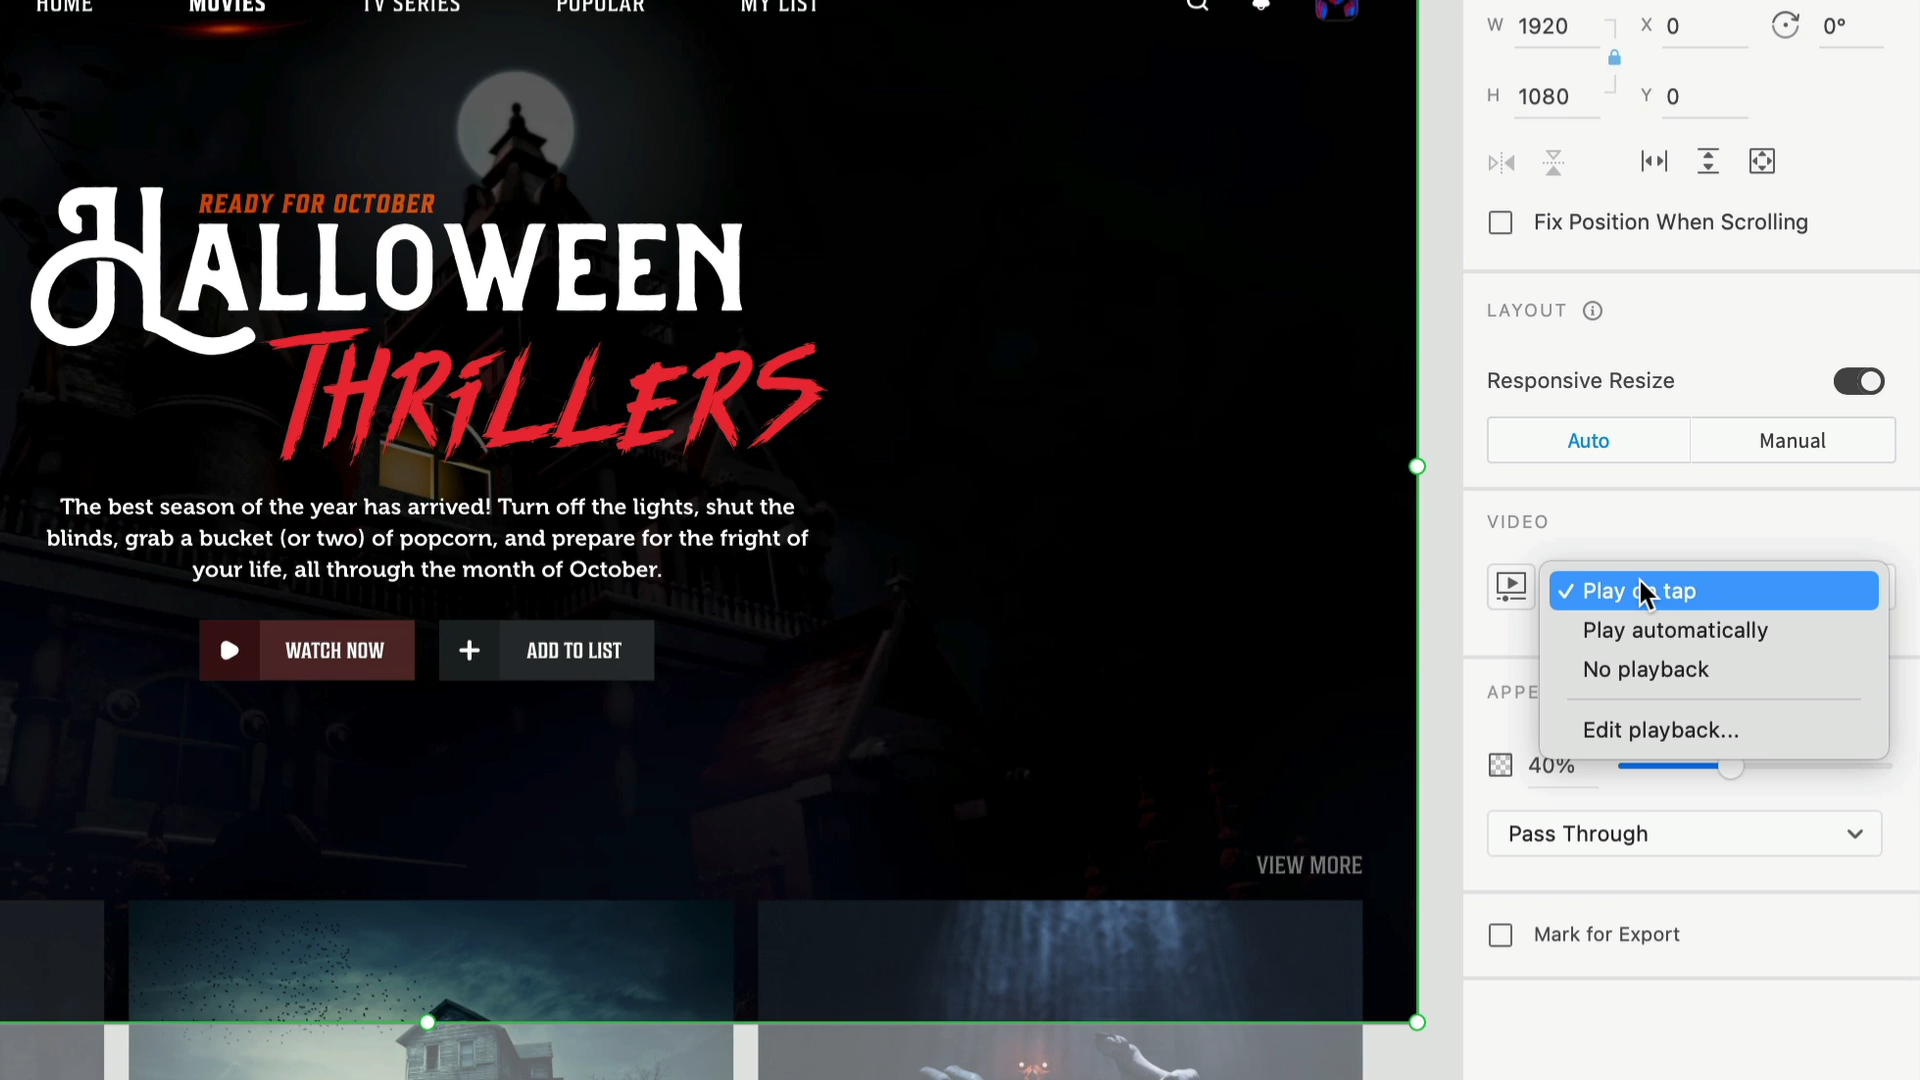 HOME
MOVIES
TV SERIES
POPULAR
MY LIST
READY FOR OCTOBER
HALLOWEEN
THRiLLERS
The best season of the year has arrived! Turn off the lights, shut the
blinds, grab a bucket (or two) of popcorn, and prepare for the fright of
your life, all through the month of October.
WATCH NOW
ADD TO LIST
VIEW MORE
W 1920
X 0
0°
H 1080
Y 0
Fix Position When Scrolling
LAYOUT
Responsive Resize
Auto
Manual
VIDEO
Play on tap
Play automatically
No playback
Edit playback...
APPE
40%
Pass Through
Mark for Export